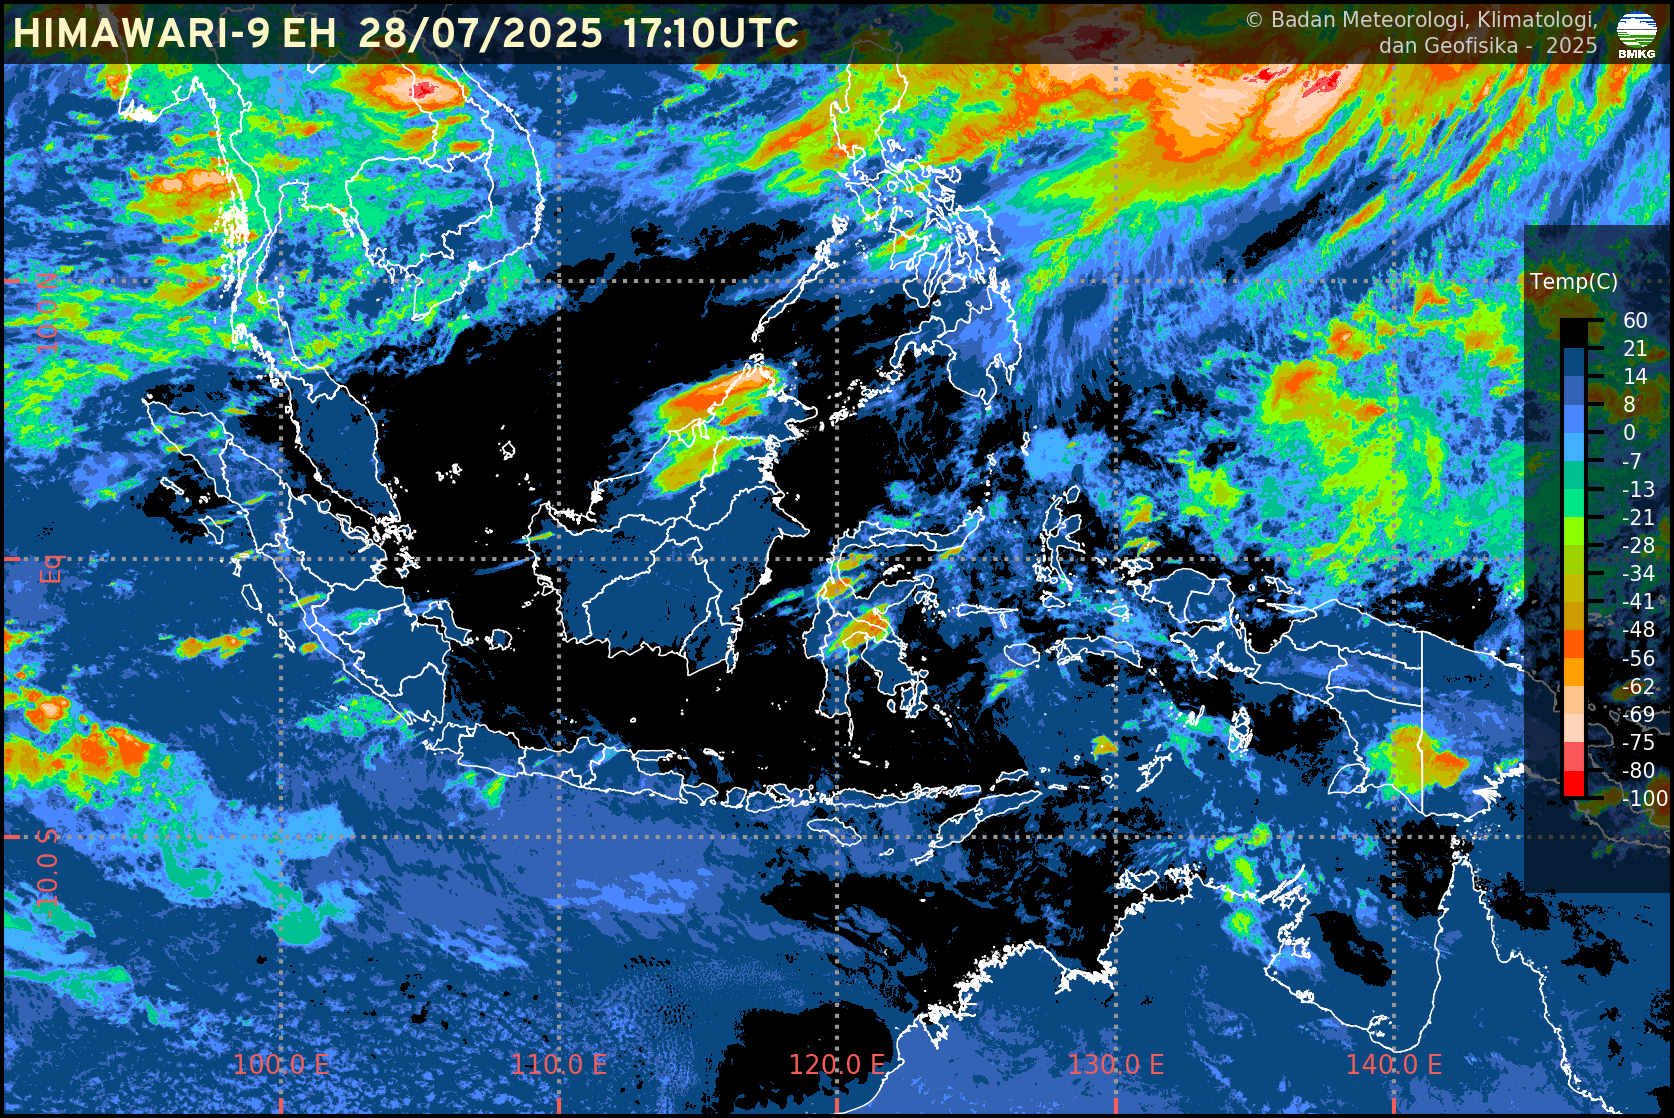 HIMAWARI-9 EH  28/07/2025  17:10UTC
© Badan Meteorologi, Klimatologi,
dan Geofisika -  2025
BMKG
Temp(C)
60
21
14
8
0
-7
-13
-21
-28
-34
-41
-48
-56
-62
-69
-75
-80
-100
10.0 N
Eq
-10.0 S
100.0 E
110.0 E
120.0 E
130.0 E
140.0 E